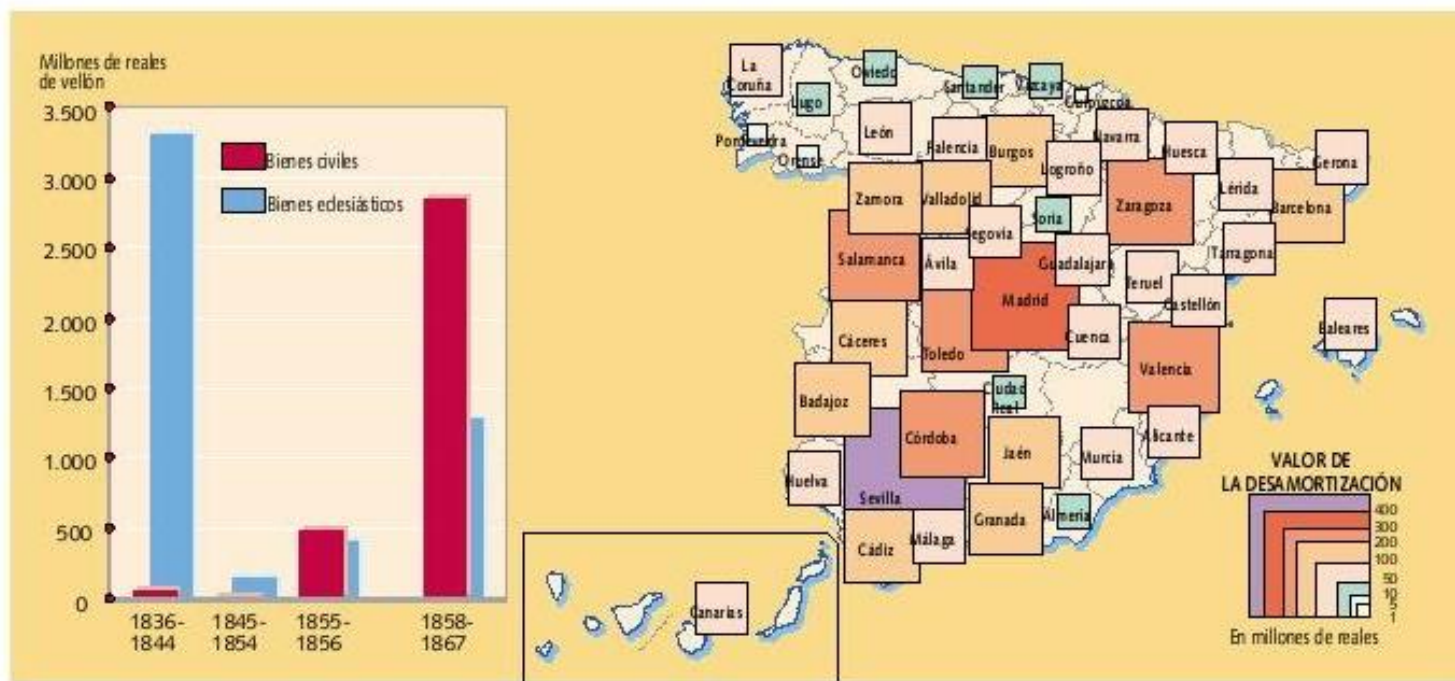 Millones de reales
de vellón
3.500
3.000
2.500
2.000
1.500
1.000
500
0
Bienes civiles
Bienes eclesiásticos
1836-
1844
1845-
1854
1855-
1856
1858-
1867
La
Coruña
Lugo
Oviedo
Santander
Vizcaya
Guipúzcoa
Pontevedra
Orense
León
Palencia
Burgos
Logroño
Navarra
Huesca
Lérida
Gerona
Barcelona
Zamora
Valladolid
Soria
Zaragoza
Tarragona
Salamanca
Ávila
Segovia
Guadalajara
Teruel
Castellón
Madrid
Cuenca
Cáceres
Toledo
Valencia
Baleares
Badajoz
Ciudad
Real
Córdoba
Jaén
Murcia
Alicante
Huelva
Sevilla
Granada
Almería
Cádiz
Málaga
Canarias
VALOR DE
LA DESAMORTIZACIÓN
400
300
200
100
50
10
5
1
En millones de reales